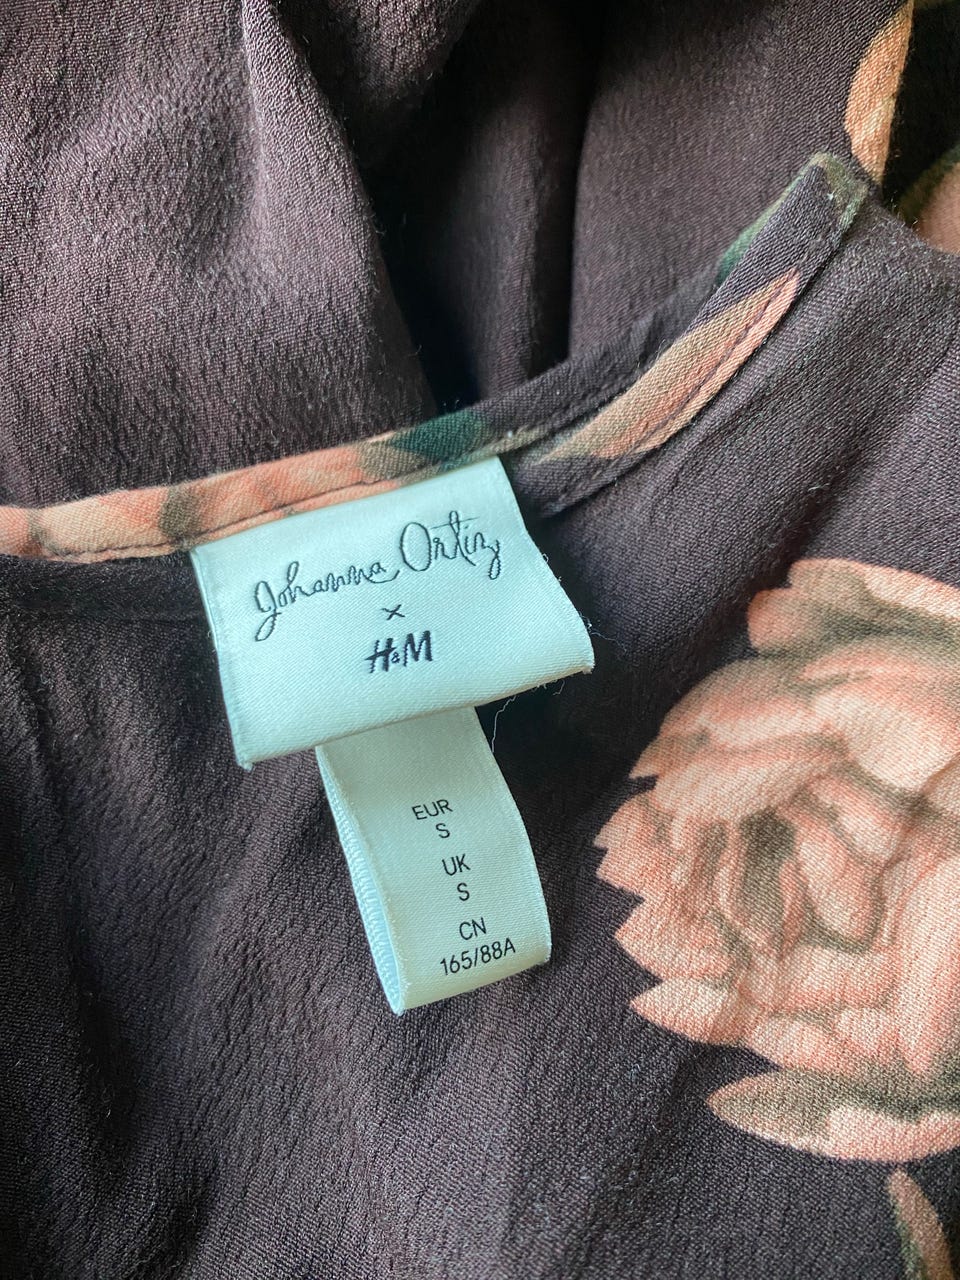 Johanna Ortiz
x
H&M
EUR
S
UK
S
CN
165/88A